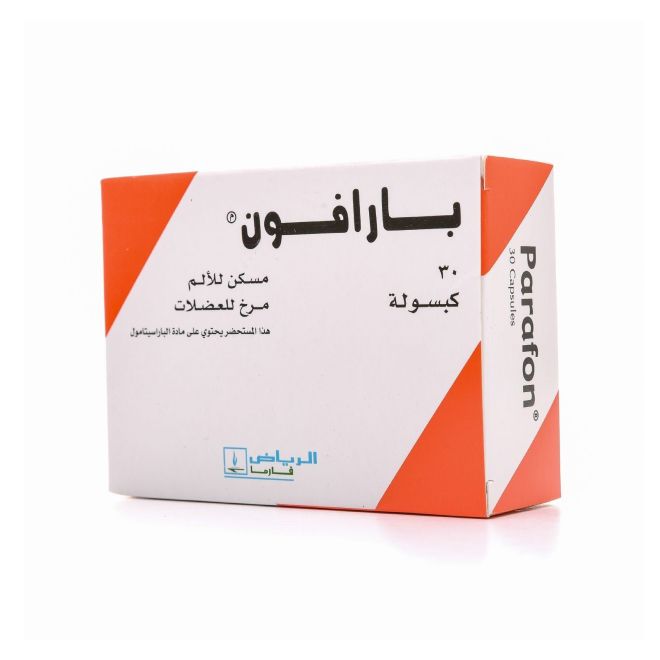 بارافون®
٣٠
كبسولة
مسكن للألم
مرخ للعضلات
هذا المستحضر يحتوي على مادة الباراسيتامول
الرياض
فارما
Parafon®
30 Capsules